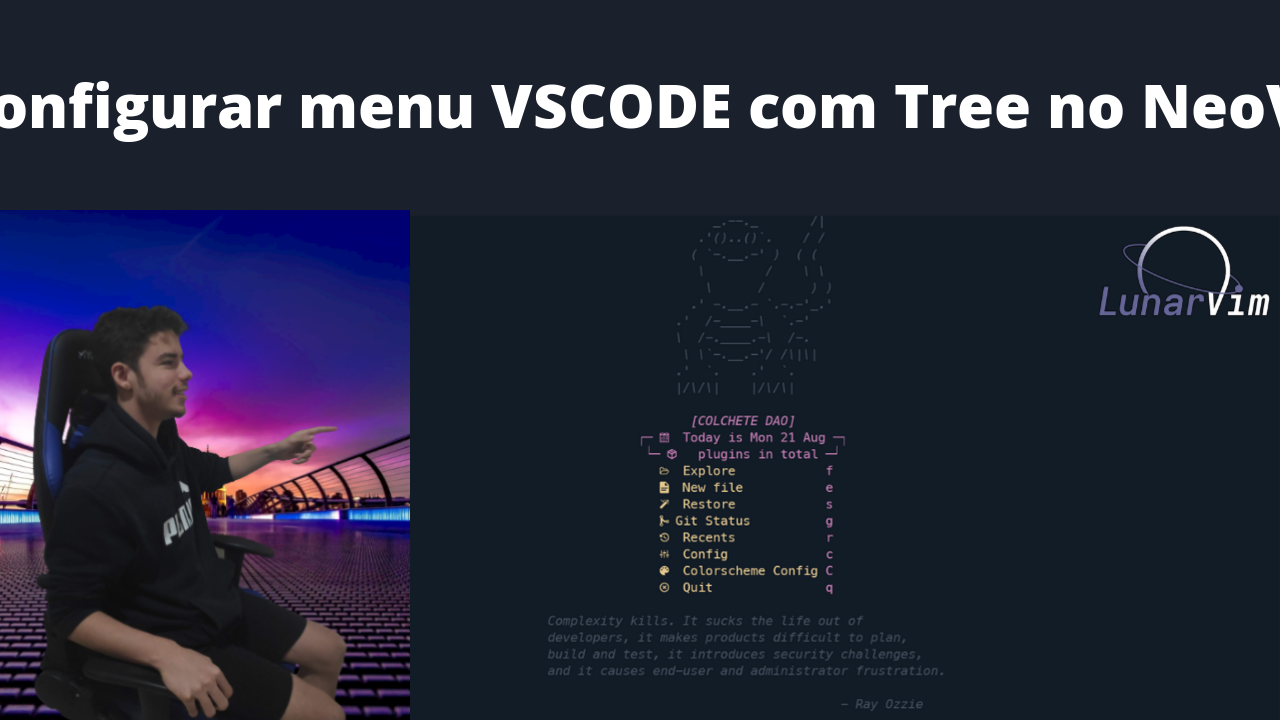 onfigurar menu VSCODE com Tree no NeoV
LunarVim
[COLCHETE DAO]
Today is Mon 21 Aug
plugins in total
Explore f
New file e
Restore s
Git Status g
Recents r
Config c
Colorscheme Config C
Quit q
Complexity kills. It sucks the life out of
developers, it makes products difficult to plan,
build and test, it introduces security challenges,
and it causes end-user and administrator frustration.
— Ray Ozzie